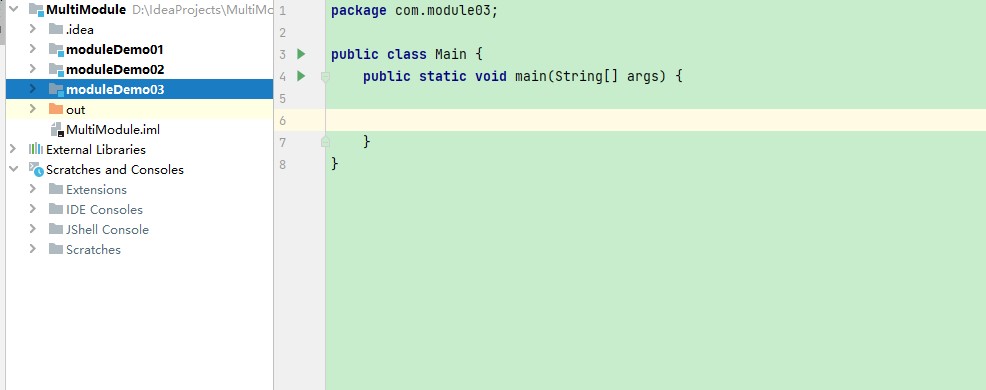 MultiModule D:\IdeaProjects\MultiMo
.idea
moduleDemo01
moduleDemo02
moduleDemo03
out
MultiModule.iml
External Libraries
Scratches and Consoles
Extensions
IDE Consoles
JShell Console
Scratches
1 package com.module03;
2
3 public class Main {
4 public static void main(String[] args) {
5
6
7 }
8 }